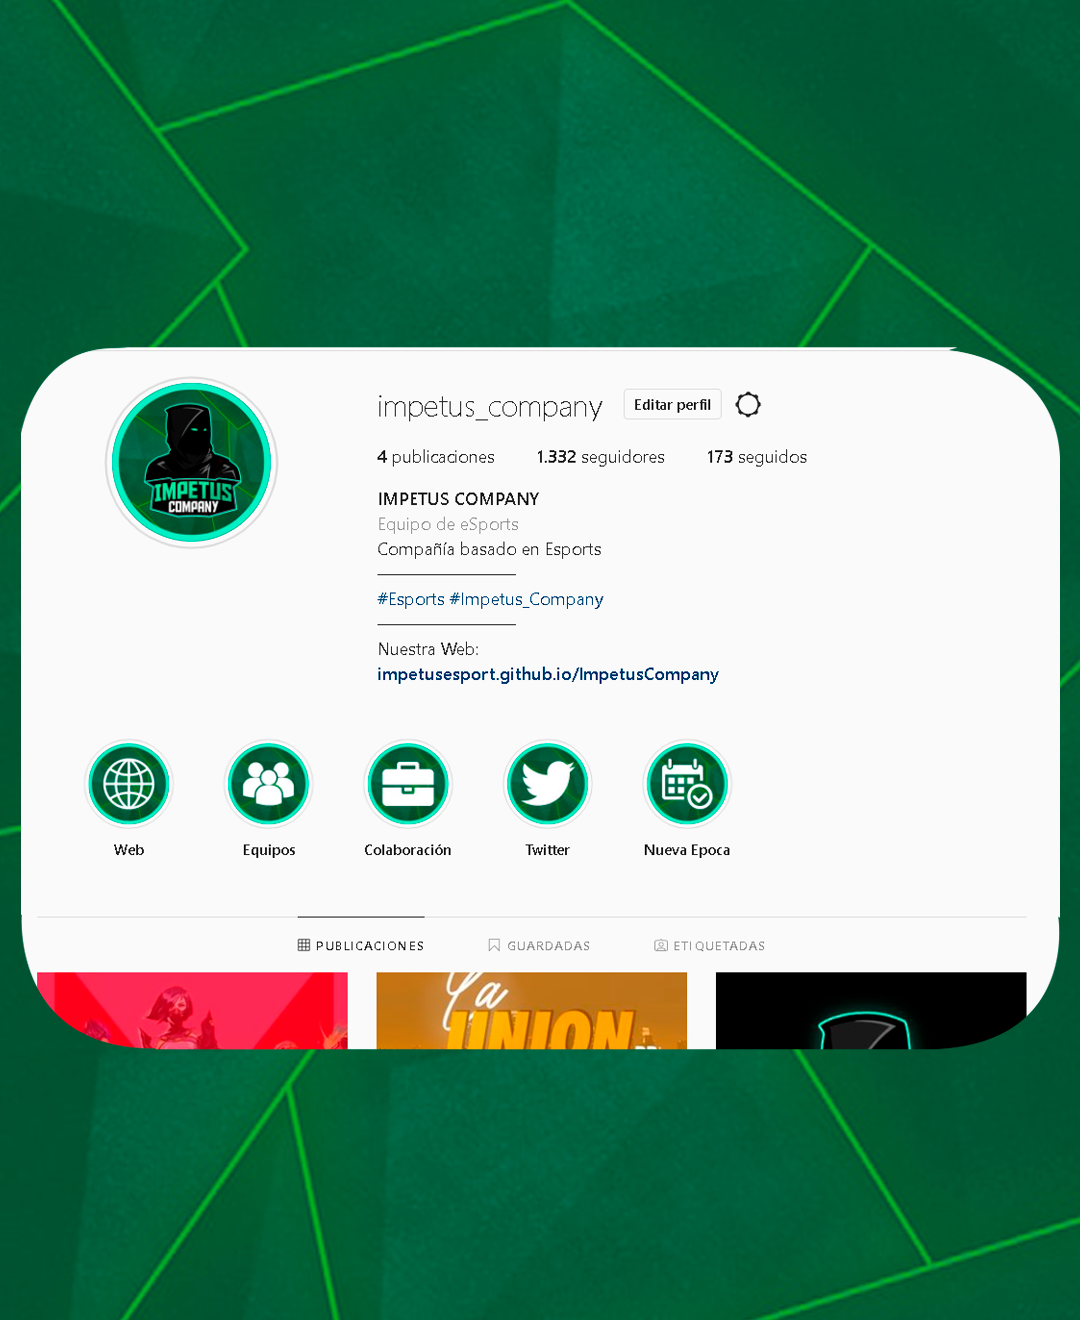 impetus_company Editar perfil
4 publicaciones 1.332 seguidores 173 seguidos
IMPETUS COMPANY
Equipo de eSports
Compañía basado en Esports
#Esports #Impetus_Company
Nuestra Web:
impetusesport.github.io/ImpetusCompany
IMPETUS
COMPANY
Web Equipos Colaboración Twitter Nueva Epoca
PUBLICACIONES GUARDADAS ETIQUETADAS
La
UNION